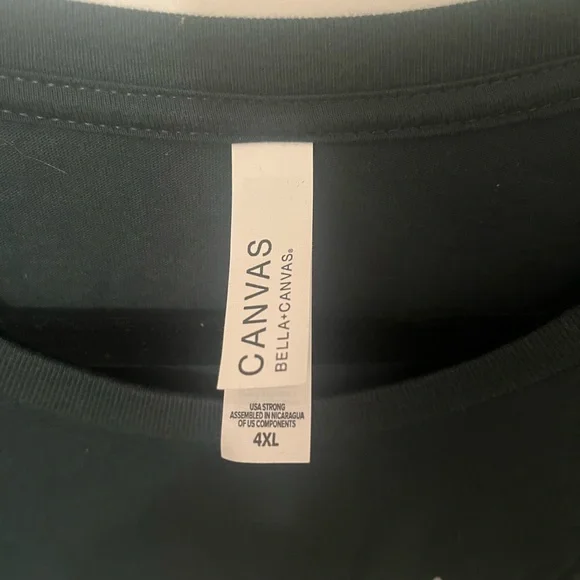 CANVAS
BELLA+CANVAS®
USA STRONG
ASSEMBLED IN NICARAGUA
OF US COMPONENTS
4XL